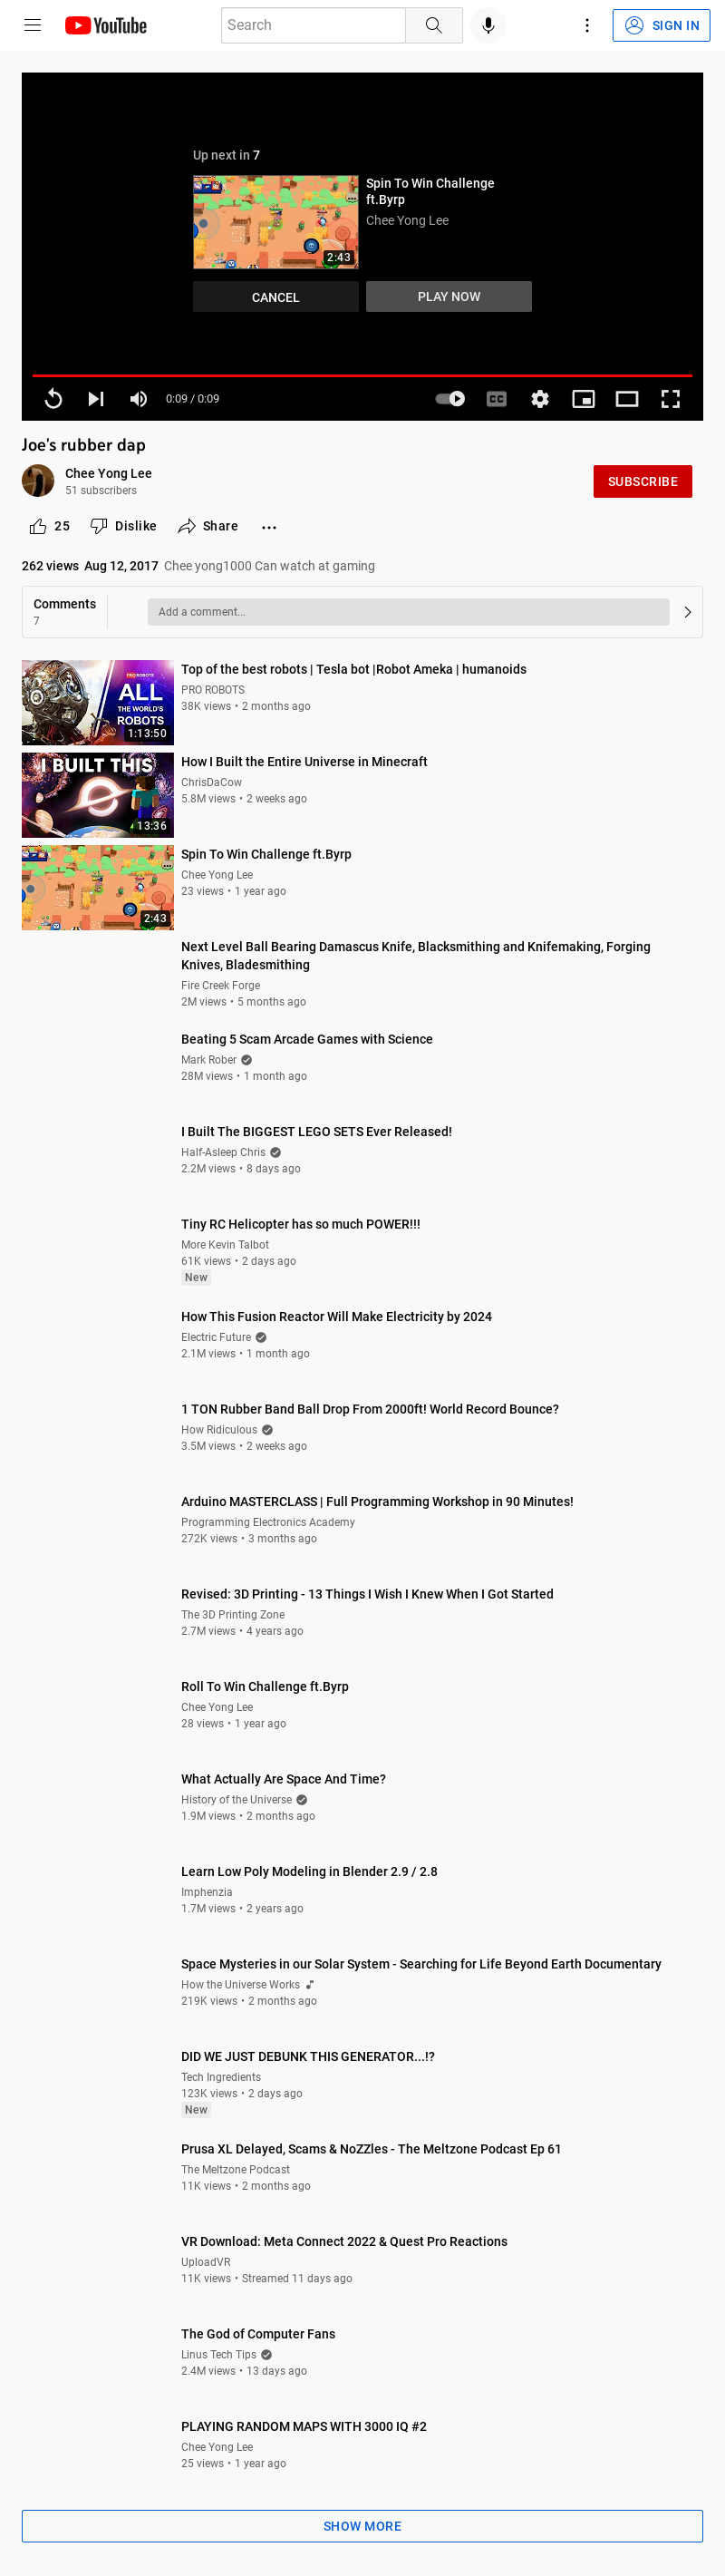 YouTube
Search
SIGN IN
Up next in 7
Spin To Win Challenge
ft.Byrp
Chee Yong Lee
2:43
CANCEL
PLAY NOW
0:09 / 0:09
CC
Joe's rubber dap
Chee Yong Lee
51 subscribers
SUBSCRIBE
25
Dislike
Share
262 views Aug 12, 2017 Chee yong1000 Can watch at gaming
Comments
7
Add a comment...
Top of the best robots | Tesla bot |Robot Ameka | humanoids
PRO ROBOTS
38K views • 2 months ago
PRO ROBOTS
ALL
THE WORLD'S
ROBOTS
1:13:50
How I Built the Entire Universe in Minecraft
ChrisDaCow
5.8M views • 2 weeks ago
I BUILT THIS
13:36
Spin To Win Challenge ft.Byrp
Chee Yong Lee
23 views • 1 year ago
2:43
Next Level Ball Bearing Damascus Knife, Blacksmithing and Knifemaking, Forging
Knives, Bladesmithing
Fire Creek Forge
2M views • 5 months ago
Beating 5 Scam Arcade Games with Science
Mark Rober
28M views • 1 month ago
I Built The BIGGEST LEGO SETS Ever Released!
Half-Asleep Chris
2.2M views • 8 days ago
Tiny RC Helicopter has so much POWER!!!
More Kevin Talbot
61K views • 2 days ago
New
How This Fusion Reactor Will Make Electricity by 2024
Electric Future
2.1M views • 1 month ago
1 TON Rubber Band Ball Drop From 2000ft! World Record Bounce?
How Ridiculous
3.5M views • 2 weeks ago
Arduino MASTERCLASS | Full Programming Workshop in 90 Minutes!
Programming Electronics Academy
272K views • 3 months ago
Revised: 3D Printing - 13 Things I Wish I Knew When I Got Started
The 3D Printing Zone
2.7M views • 4 years ago
Roll To Win Challenge ft.Byrp
Chee Yong Lee
28 views • 1 year ago
What Actually Are Space And Time?
History of the Universe
1.9M views • 2 months ago
Learn Low Poly Modeling in Blender 2.9 / 2.8
Imphenzia
1.7M views • 2 years ago
Space Mysteries in our Solar System - Searching for Life Beyond Earth Documentary
How the Universe Works
219K views • 2 months ago
DID WE JUST DEBUNK THIS GENERATOR...!?
Tech Ingredients
123K views • 2 days ago
New
Prusa XL Delayed, Scams & NoZZles - The Meltzone Podcast Ep 61
The Meltzone Podcast
11K views • 2 months ago
VR Download: Meta Connect 2022 & Quest Pro Reactions
UploadVR
11K views • Streamed 11 days ago
The God of Computer Fans
Linus Tech Tips
2.4M views • 13 days ago
PLAYING RANDOM MAPS WITH 3000 IQ #2
Chee Yong Lee
25 views • 1 year ago
SHOW MORE